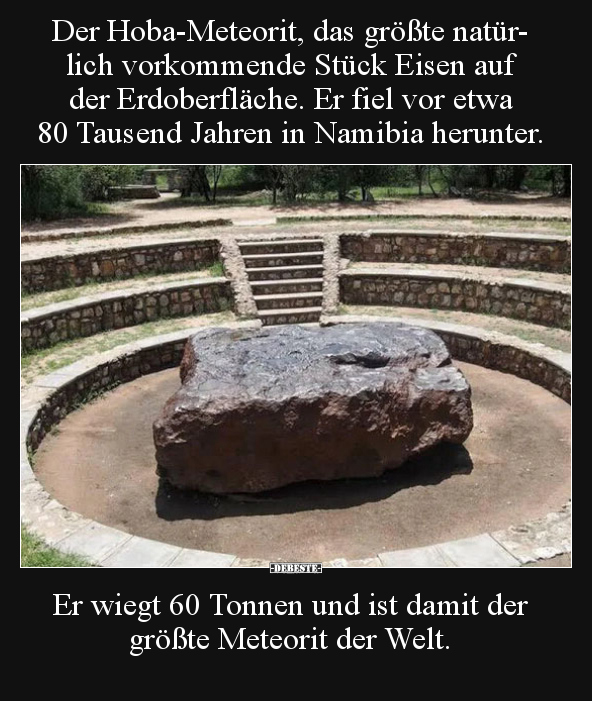 Der Hoba-Meteorit, das größte natür-
lich vorkommende Stück Eisen auf
der Erdoberfläche. Er fiel vor etwa
80 Tausend Jahren in Namibia herunter.
-DEBESTE-
Er wiegt 60 Tonnen und ist damit der
größte Meteorit der Welt.